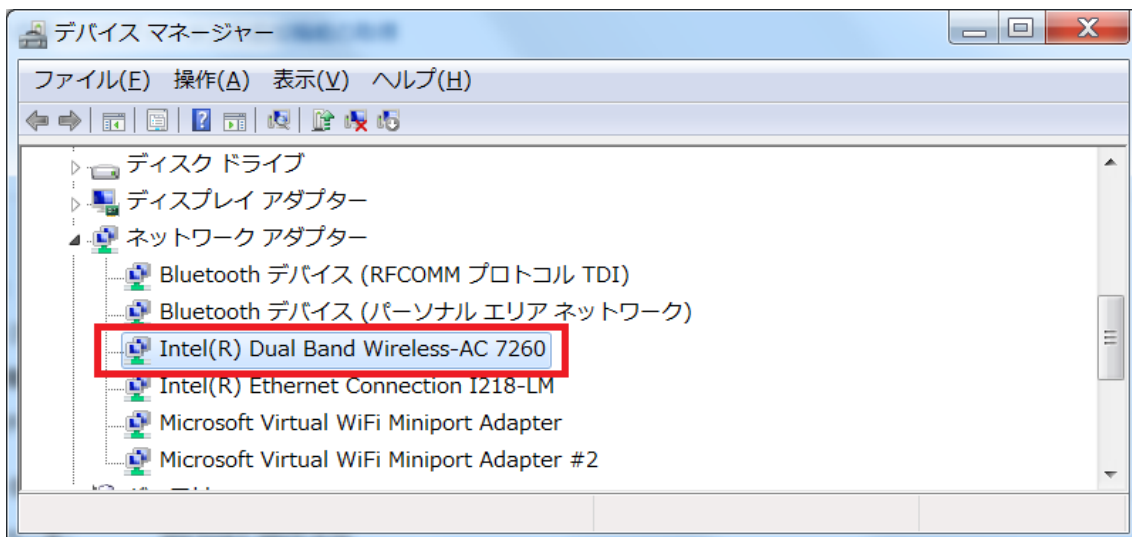 デバイス マネージャー
ファイル(F) 操作(A) 表示(V) ヘルプ(H)
ディスク ドライブ
ディスプレイ アダプター
ネットワーク アダプター
Bluetooth デバイス (RFCOMM プロトコル TDI)
Bluetooth デバイス (パーソナル エリア ネットワーク)
Intel(R) Dual Band Wireless-AC 7260
Intel(R) Ethernet Connection I218-LM
Microsoft Virtual WiFi Miniport Adapter
Microsoft Virtual WiFi Miniport Adapter #2